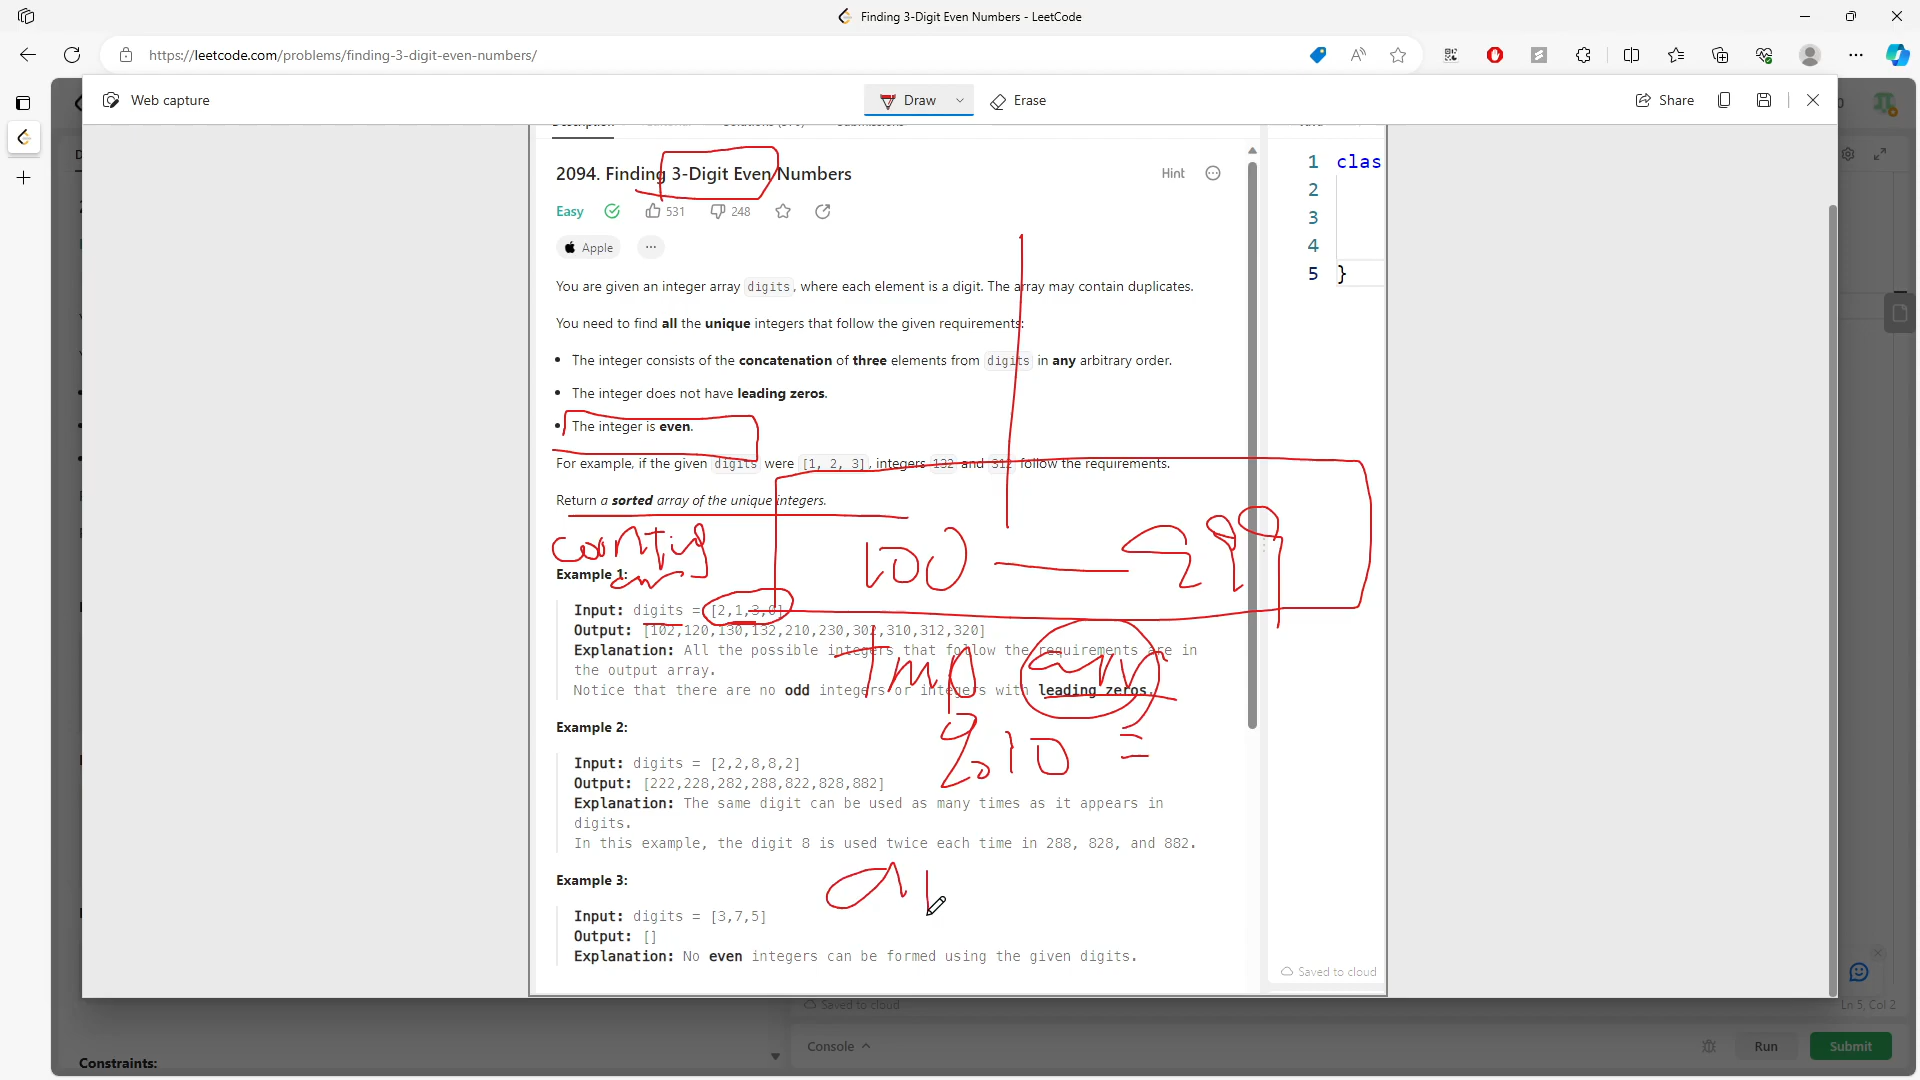 Finding 3-Digit Even Numbers - LeetCode
https://leetcode.com/problems/finding-3-digit-even-numbers/
Web capture
Draw
Erase
Share
2094. Finding 3-Digit Even Numbers
Hint
Easy
531
248
Apple
You are given an integer array digits, where each element is a digit. The array may contain duplicates.
You need to find all the unique integers that follow the given requirements:
The integer consists of the concatenation of three elements from digits in any arbitrary order.
The integer does not have leading zeros.
The integer is even.
For example, if the given digits were [1, 2, 3], integers 132 and 312 follow the requirements.
Return a sorted array of the unique integers.
counting
100
Example 1:
Input: digits = [2,1,3,0]
Output: [102,120,130,132,210,230,302,310,312,320]
Explanation: All the possible integers that follow the requirements are in
the output array.
Notice that there are no odd integers or integers with leading zeros.
tmp
arr
Example 2:
Input: digits = [2,2,8,8,2]
Output: [222,228,282,288,822,828,882]
Explanation: The same digit can be used as many times as it appears in
digits.
In this example, the digit 8 is used twice each time in 288, 828, and 882.
% 10 =
Example 3:
Input: digits = [3,7,5]
Output: []
Explanation: No even integers can be formed using the given digits.
1 clas
2
3
4
5 }
Saved to cloud
Saved to cloud
Ln 5, Col 2
Constraints:
Console
Run
Submit